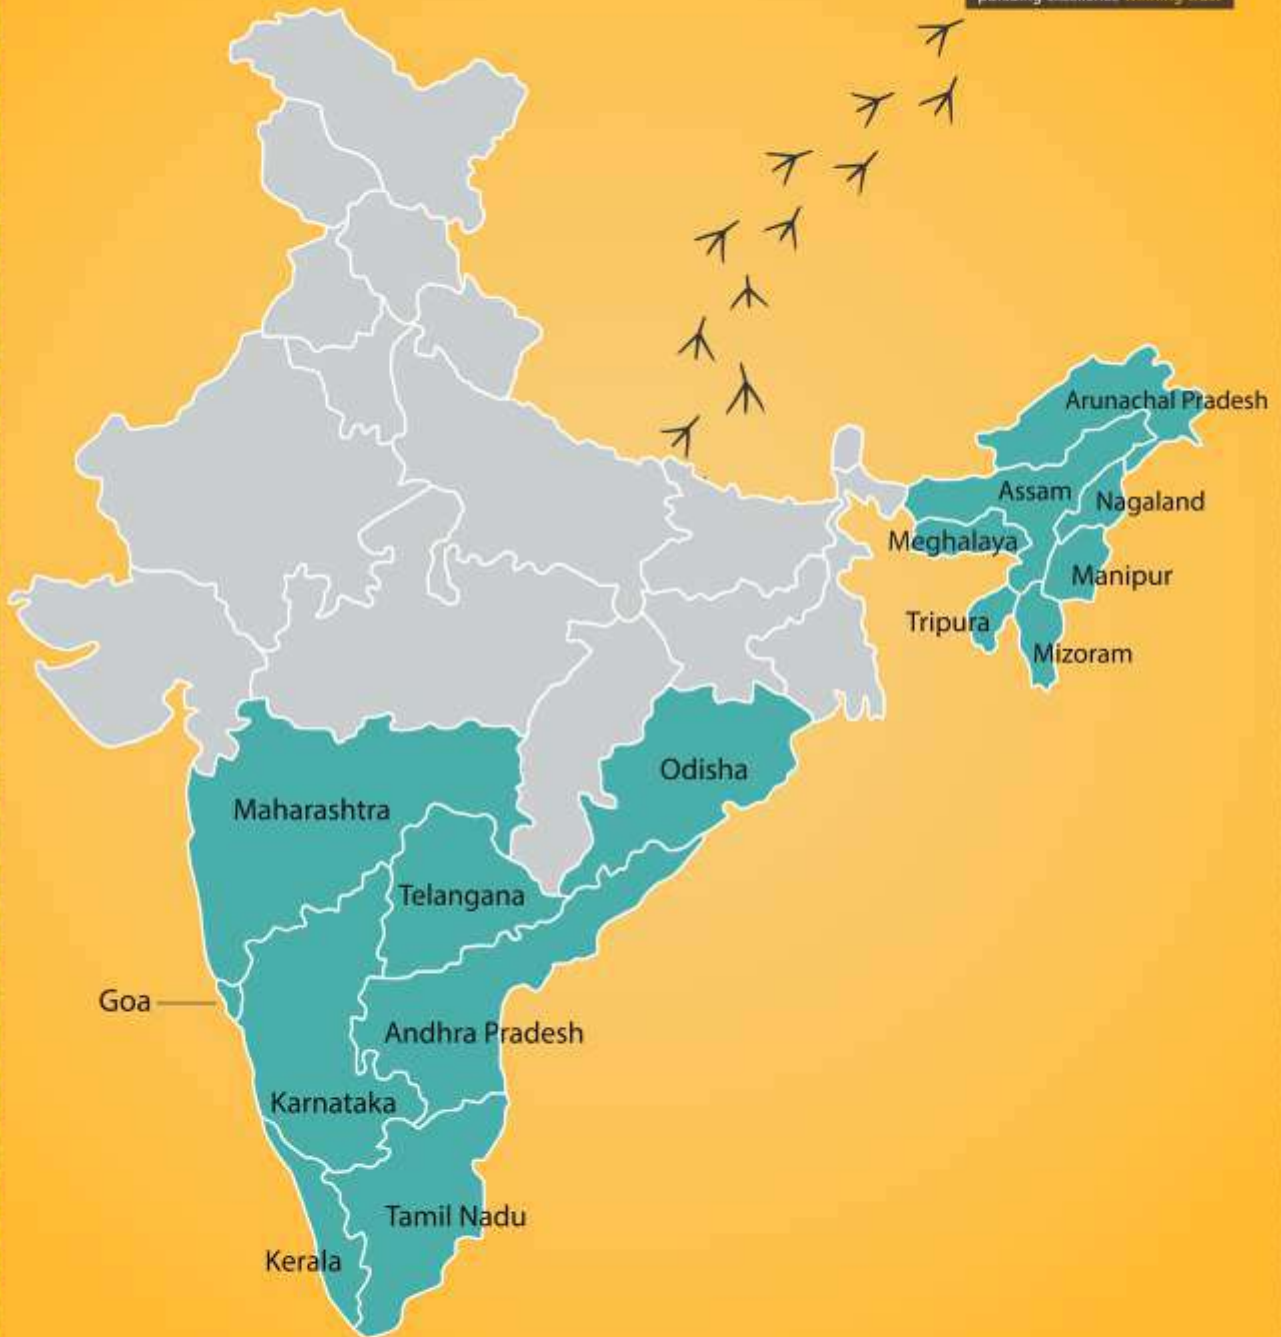 Arunachal Pradesh
Assam
Nagaland
Meghalaya
Manipur
Tripura
Mizoram
Odisha
Maharashtra
Telangana
Goa
Andhra Pradesh
Karnataka
Tamil Nadu
Kerala